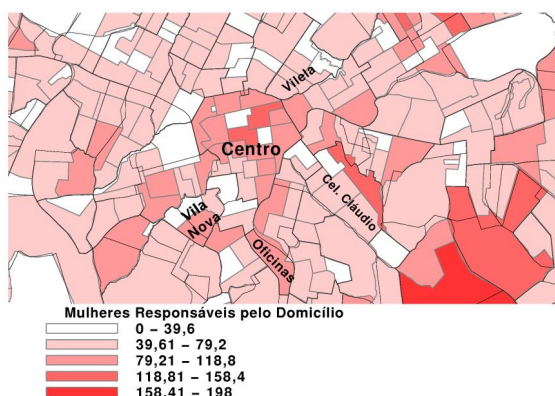 Vilela
Centro
Cel. Cláudio
Vila
Nova
Oficinas
Mulheres Responsáveis pelo Domicílio
0 – 39,6
39,61 – 79,2
79,21 – 118,8
118,81 – 158,4
158,41 – 198